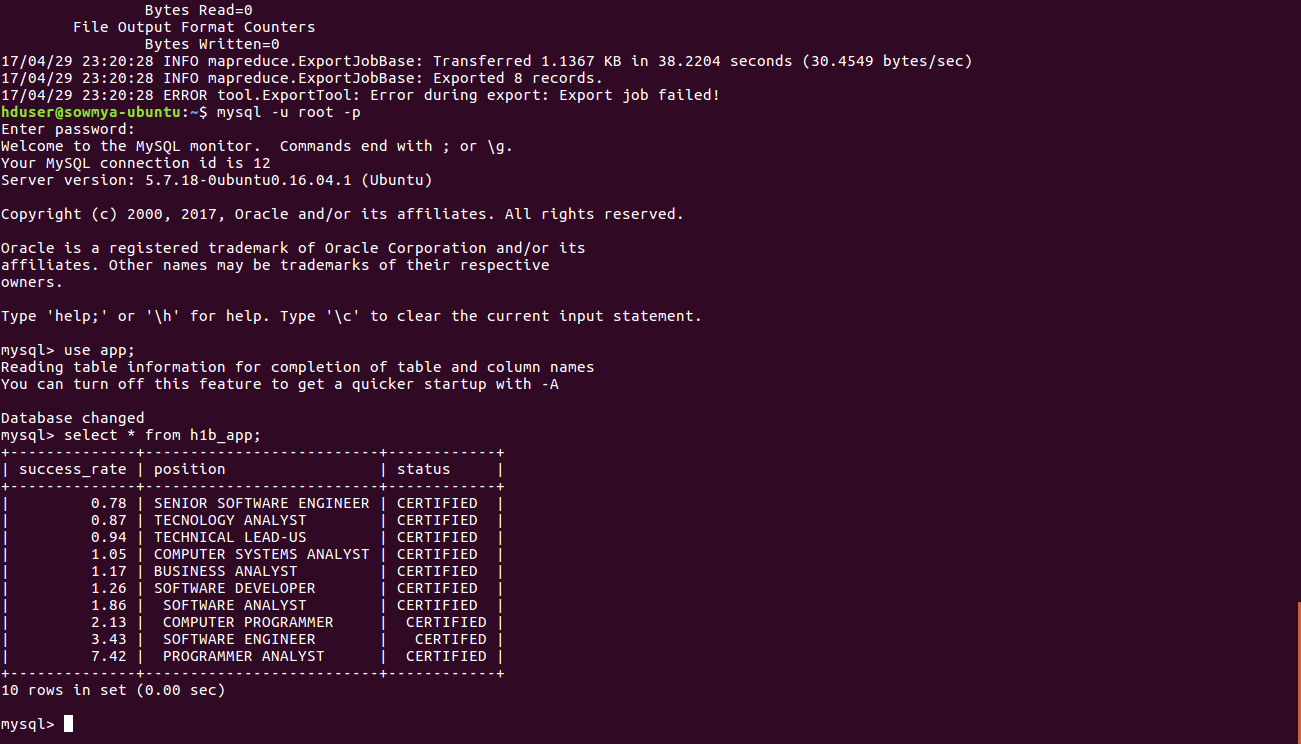 Bytes Read=0
File Output Format Counters
Bytes Written=0
17/04/29 23:20:28 INFO mapreduce.ExportJobBase: Transferred 1.1367 KB in 38.2204 seconds (30.4549 bytes/sec)
17/04/29 23:20:28 INFO mapreduce.ExportJobBase: Exported 8 records.
17/04/29 23:20:28 ERROR tool.ExportTool: Error during export: Export job failed!
hduser@sowmya-ubuntu:~$ mysql -u root -p
Enter password:
Welcome to the MySQL monitor.  Commands end with ; or \g.
Your MySQL connection id is 12
Server version: 5.7.18-0ubuntu0.16.04.1 (Ubuntu)
Copyright (c) 2000, 2017, Oracle and/or its affiliates. All rights reserved.
Oracle is a registered trademark of Oracle Corporation and/or its
affiliates. Other names may be trademarks of their respective
owners.
Type 'help;' or '\h' for help. Type '\c' to clear the current input statement.
mysql> use app;
Reading table information for completion of table and column names
You can turn off this feature to get a quicker startup with -A
Database changed
mysql> select * from h1b_app;
+--------------+--------------------------+------------+
| success_rate | position                 | status     |
+--------------+--------------------------+------------+
|         0.78 | SENIOR SOFTWARE ENGINEER | CERTIFIED  |
|         0.87 | TECNOLOGY ANALYST        | CERTIFIED  |
|         0.94 | TECHNICAL LEAD-US        | CERTIFIED  |
|         1.05 | COMPUTER SYSTEMS ANALYST | CERTIFIED  |
|         1.17 | BUSINESS ANALYST         | CERTIFIED  |
|         1.26 | SOFTWARE DEVELOPER       | CERTIFIED  |
|         1.86 |  SOFTWARE ANALYST        | CERTIFIED  |
|         2.13 |  COMPUTER PROGRAMMER     |  CERTIFIED |
|         3.43 |  SOFTWARE ENGINEER       |   CERTIFED |
|         7.42 |  PROGRAMMER ANALYST      |  CERTIFIED |
+--------------+--------------------------+------------+
10 rows in set (0.00 sec)
mysql>